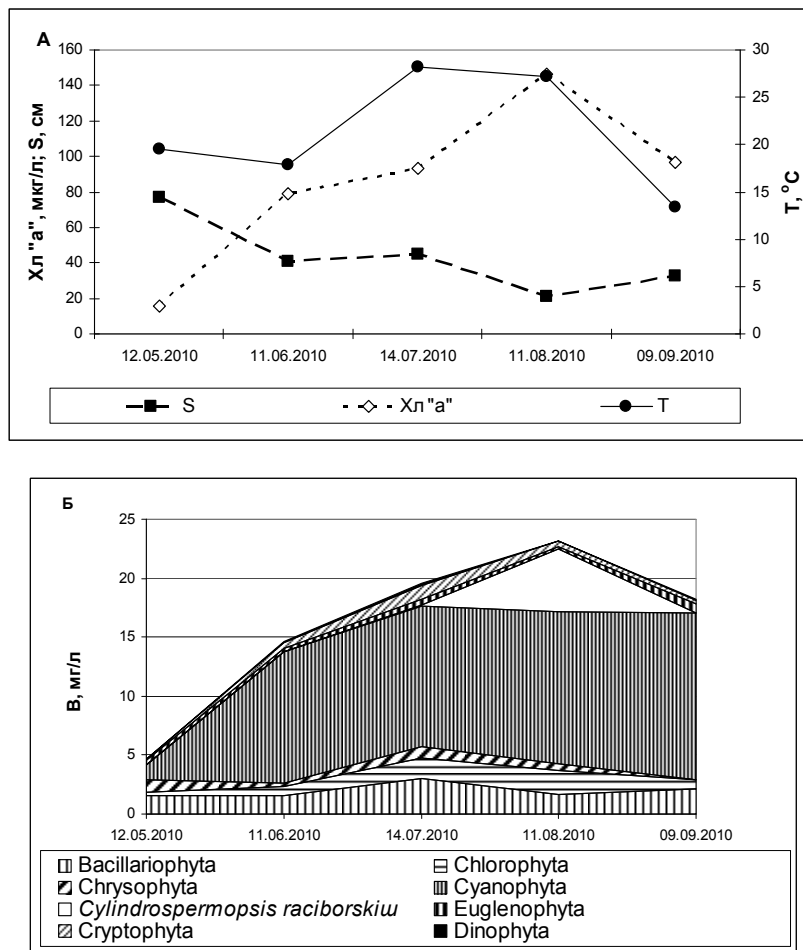 А
160
140
120
100
80
60
40
20
0
Хл "а", мкг/л; S, см
30
25
20
15
10
5
0
T, °C
12.05.2010 11.06.2010 14.07.2010 11.08.2010 09.09.2010
S Хл "а" T
Б
25
20
15
10
5
0
В, мг/л
12.05.2010 11.06.2010 14.07.2010 11.08.2010 09.09.2010
Bacillariophyta Chlorophyta
Chrysophyta Cyanophyta
Cylindrospermopsis raciborskiш Euglenophyta
Cryptophyta Dinophyta